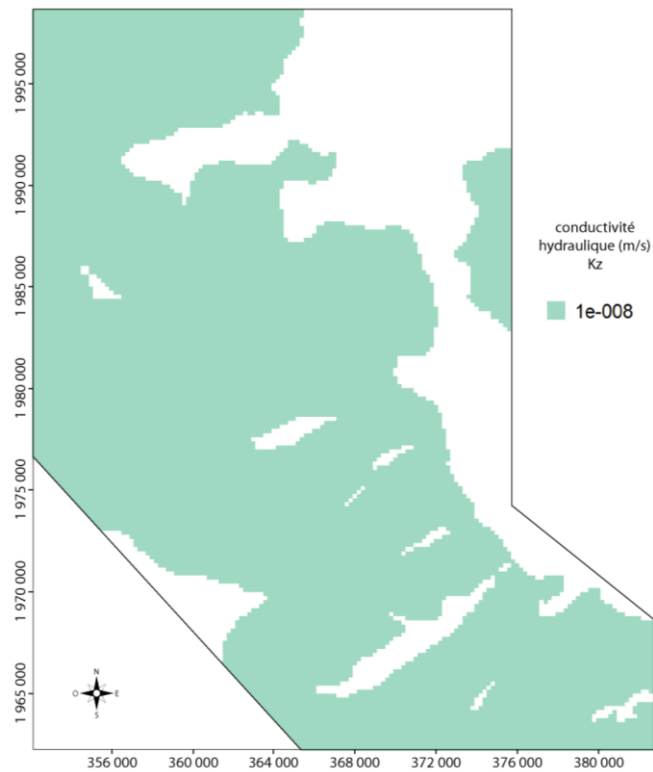 1 995 000
1 990 000
1 985 000
1 980 000
1 975 000
1 970 000
1 965 000
conductivité
hydraulique (m/s)
Kz
1e-008
N
O
E
S
356 000
360 000
364 000
368 000
372 000
376 000
380 000